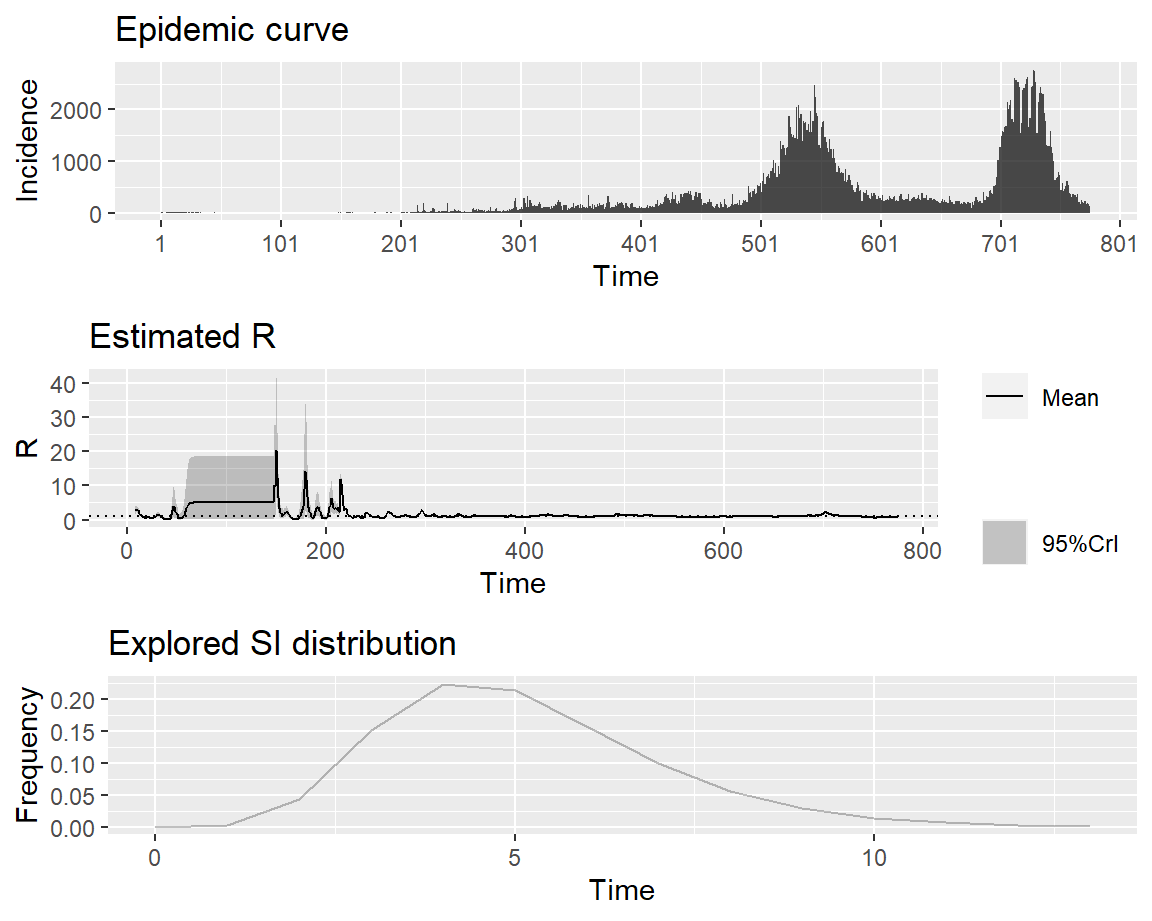 Epidemic curve
Incidence
2000
1000
0
1 101 201 301 401 501 601 701 801
Time
Estimated R
R
40
30
20
10
0
0 200 400 600 800
Time
Mean
95%CrI
Explored SI distribution
Frequency
0.20
0.15
0.10
0.05
0.00
0 5 10
Time